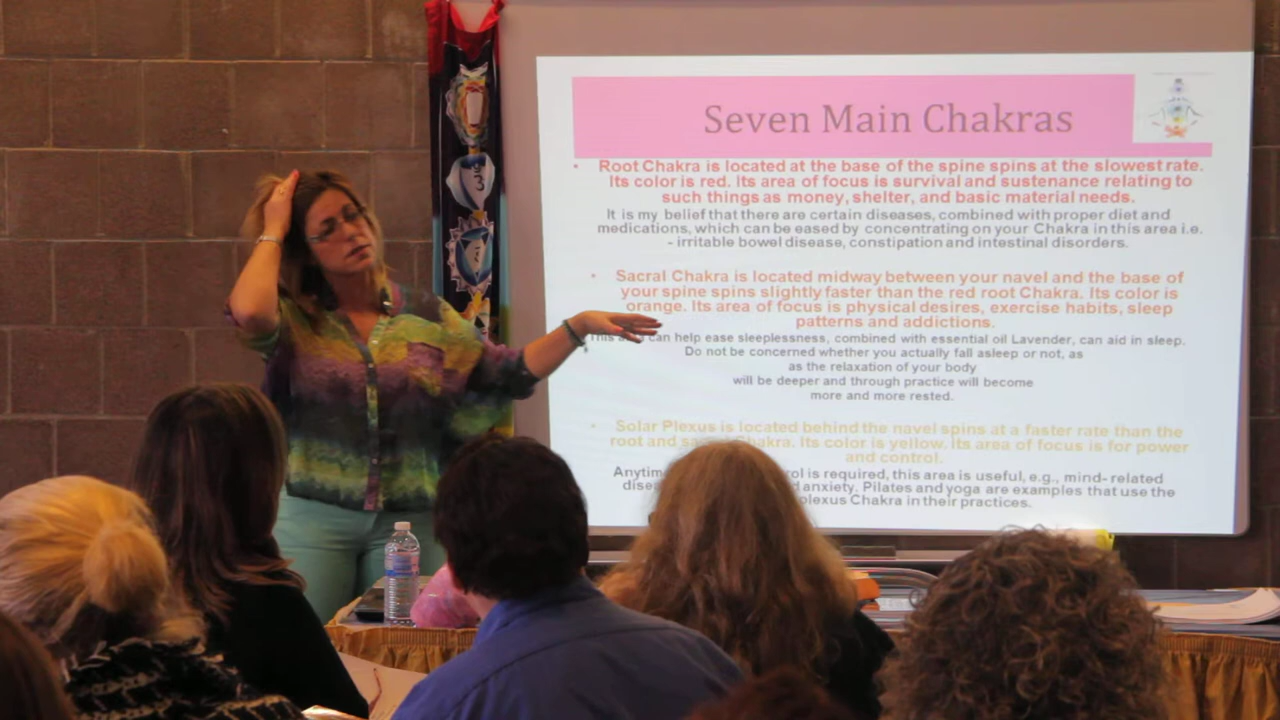 Seven Main Chakras
• Root Chakra is located at the base of the spine spins at the slowest rate.
Its color is red. Its area of focus is survival and sustenance relating to
such things as money, shelter, and basic material needs.
It is my belief that there are certain diseases, combined with proper diet and
medications, which can be eased by concentrating on your Chakra in this area i.e.
- irritable bowel disease, constipation and intestinal disorders.
• Sacral Chakra is located midway between your navel and the base of
your spine spins slightly faster than the red root Chakra. Its color is
orange. Its area of focus is physical desires, exercise habits, sleep
patterns and addictions.
This can help ease sleeplessness, combined with essential oil Lavender, can aid in sleep.
Do not be concerned whether you actually fall asleep or not, as
as the relaxation of your body
will be deeper and through practice will become
more and more rested.
• Solar Plexus is located behind the navel spins at a faster rate than the
root and Chakra. Its color is yellow. Its area of focus is for power
and control.
is required, this area is useful, e.g., mind-related
anxiety. Pilates and yoga are examples that use the
plexus Chakra in their practices.